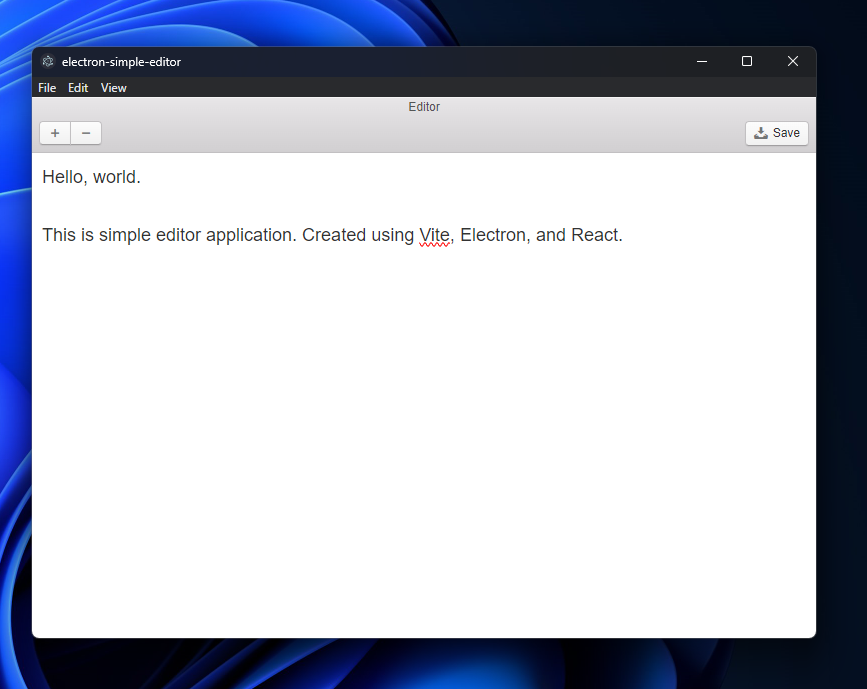 electron-simple-editor
File Edit View
Editor
+ − Save
Hello, world.
This is simple editor application. Created using Vite, Electron, and React.